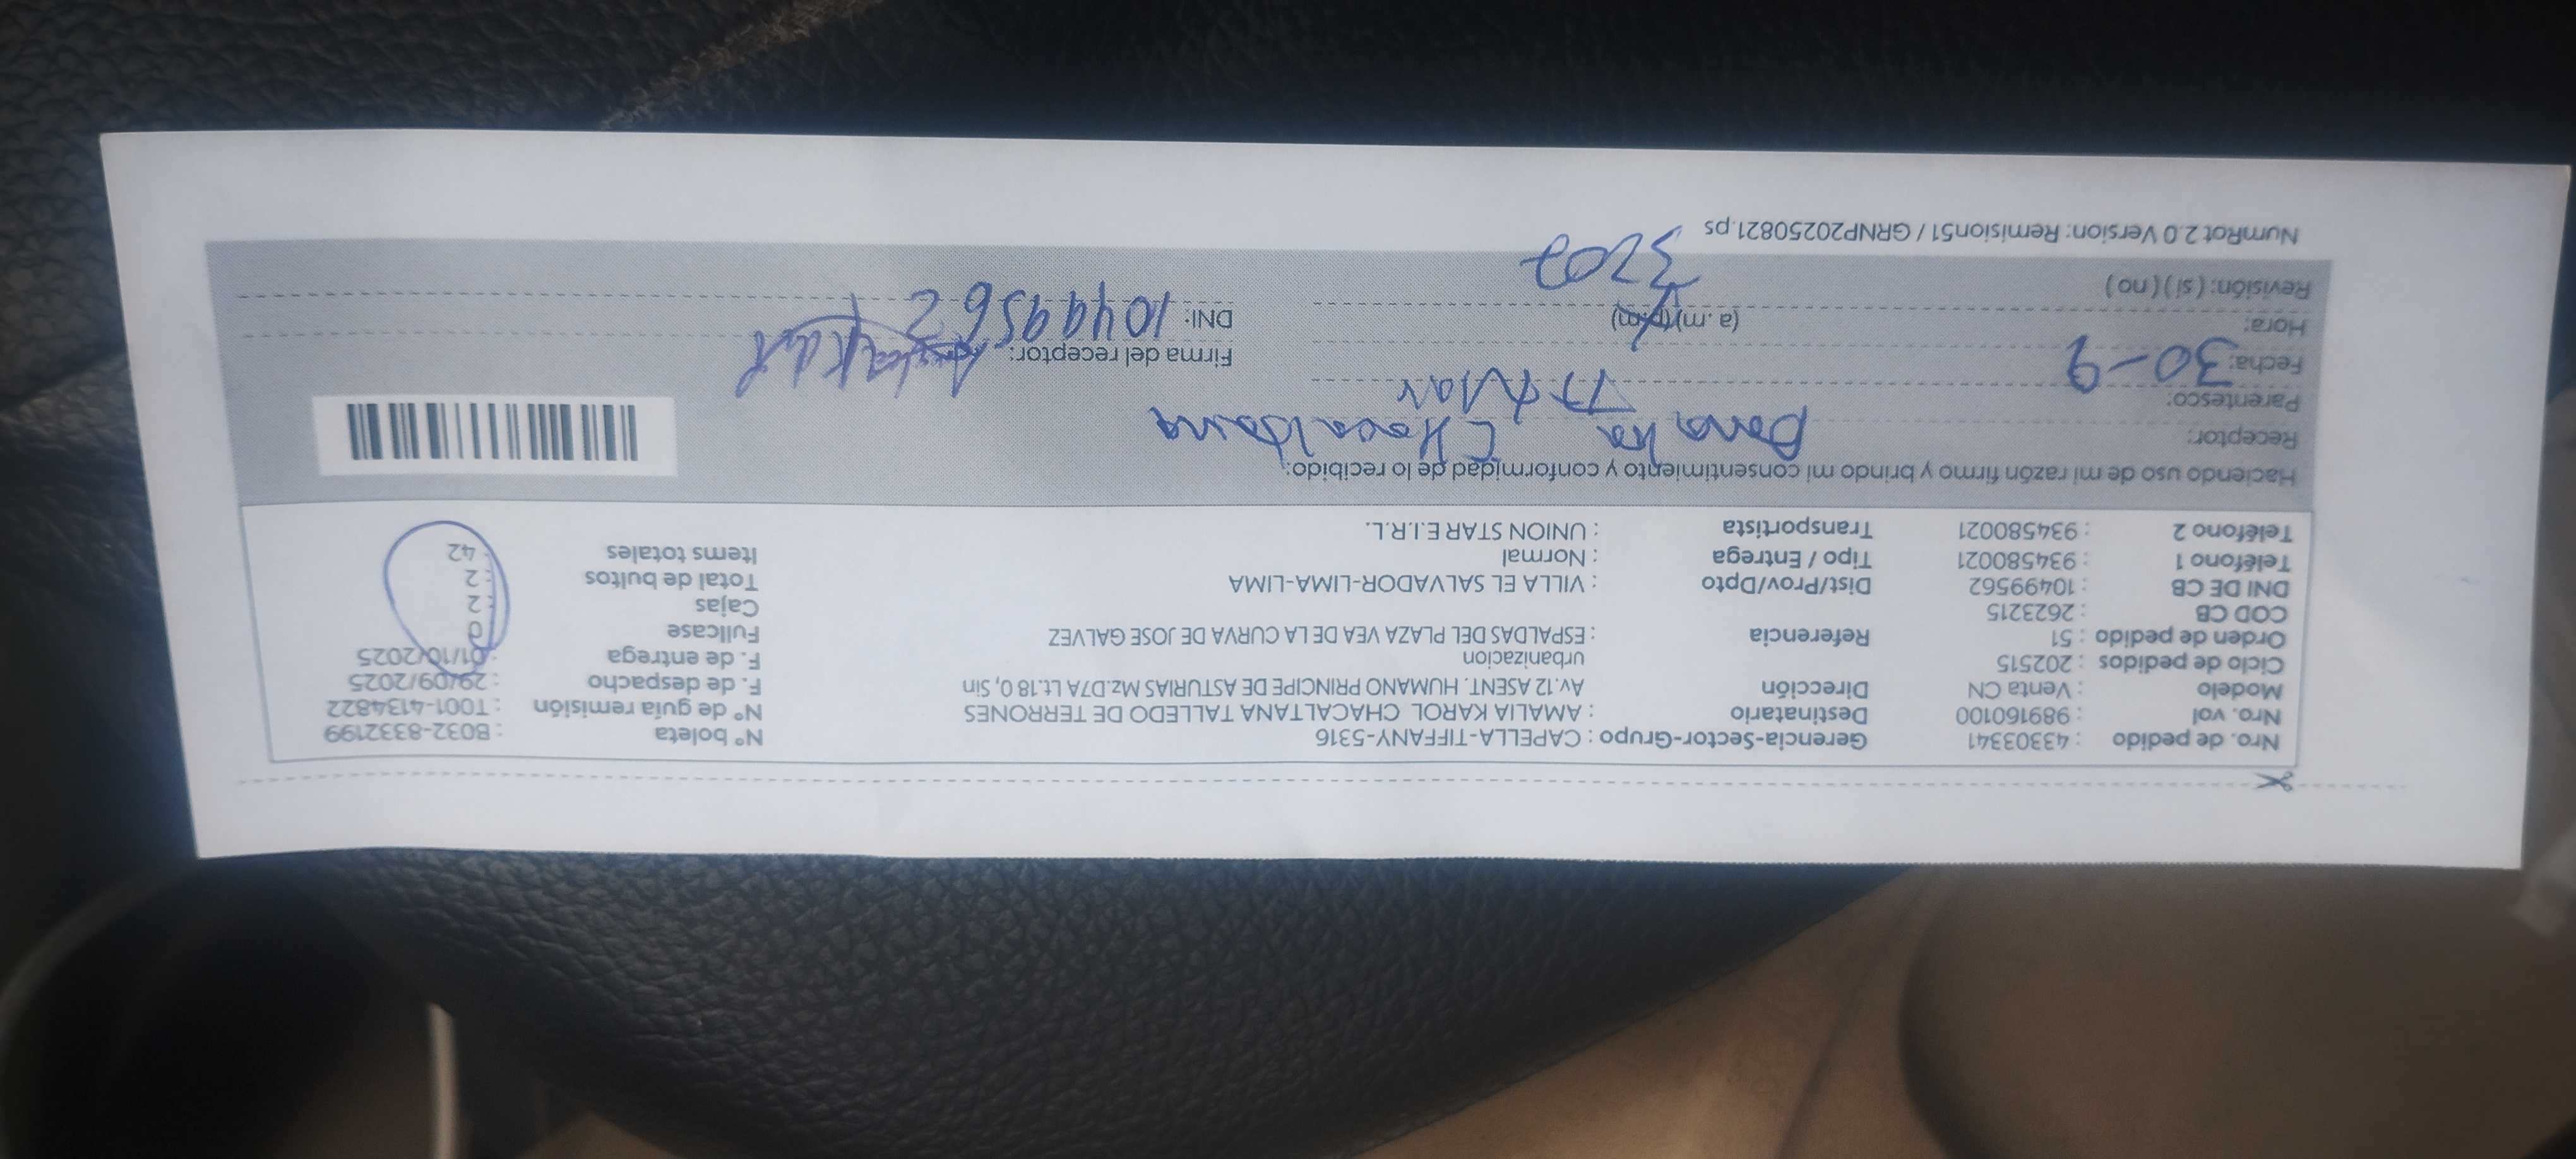 Nro. de pedido : 43303341 Gerencia-Sector-Grupo : CAPELLA-TIFFANY-5316 N° boleta : B032-8332199
Nro. vol : 989160100 Destinatario : AMALIA KAROL CHACALTANA TALLEDO DE TERRONES N° de guía remisión : T001-4134822
Modelo : Venta CN Dirección Av.12 ASENT. HUMANO PRINCIPE DE ASTURIAS Mz.D7A Lt.18 0, Sin F. de despacho : 29/09/2025
Ciclo de pedidos : 202515 urbanizacion F. de entrega : 01/10/2025
Orden de pedido : 51 Referencia : ESPALDAS DEL PLAZA VEA DE LA CURVA DE JOSE GALVEZ Fullcase : 0
COD CB : 2623215 Cajas : 2
DNI DE CB : 10499562 Dist/Prov/Dpto : VILLA EL SALVADOR-LIMA-LIMA Total de bultos : 2
Teléfono 1 : 934580021 Tipo / Entrega : Normal Items totales : 42
Teléfono 2 : 934580021 Transportista : UNION STAR E.I.R.L.
Haciendo uso de mi razón firmo y brindo mi consentimiento y conformidad de lo recibido:
Receptor: Chacaltana
Parentesco:
Fecha: 30-9 Firma del receptor:
Hora: (a.m)(p.m) DNI: 10499562
Revisión: (si)(no) 3207
NumRot 2.0 Version: Remision51 / GRNP20250821.ps